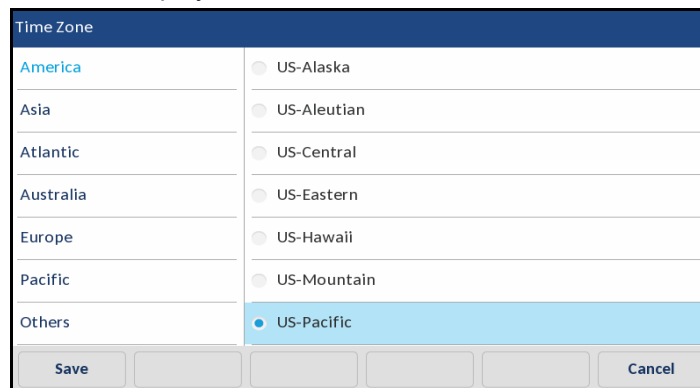 Time Zone
America
US-Alaska
Asia
US-Aleutian
Atlantic
US-Central
Australia
US-Eastern
Europe
US-Hawaii
Pacific
US-Mountain
Others
US-Pacific
Save
Cancel